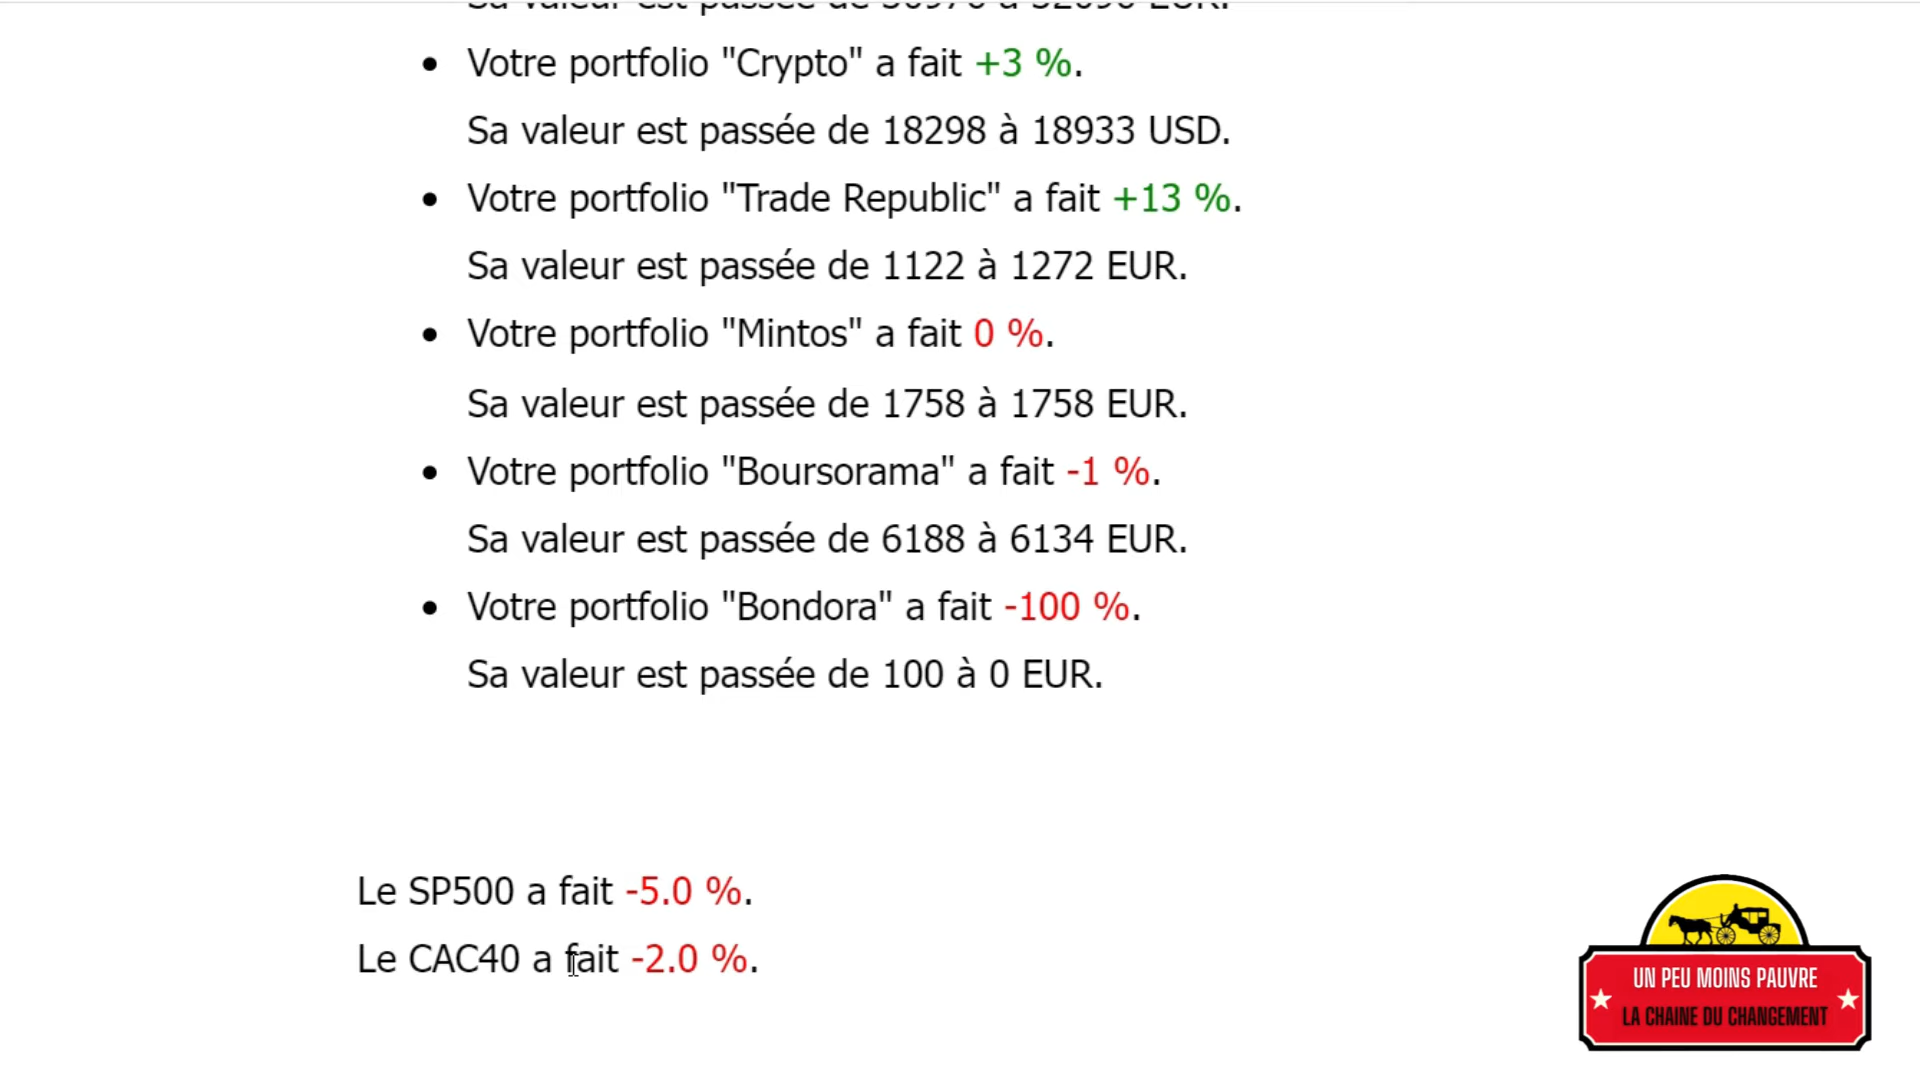 Votre portfolio "Crypto" a fait +3 %.
Sa valeur est passée de 18298 à 18933 USD.
Votre portfolio "Trade Republic" a fait +13 %.
Sa valeur est passée de 1122 à 1272 EUR.
Votre portfolio "Mintos" a fait 0 %.
Sa valeur est passée de 1758 à 1758 EUR.
Votre portfolio "Boursorama" a fait -1 %.
Sa valeur est passée de 6188 à 6134 EUR.
Votre portfolio "Bondora" a fait -100 %.
Sa valeur est passée de 100 à 0 EUR.
Le SP500 a fait -5.0 %.
Le CAC40 a fait -2.0 %.
UN PEU MOINS PAUVRE
LA CHAINE DU CHANGEMENT